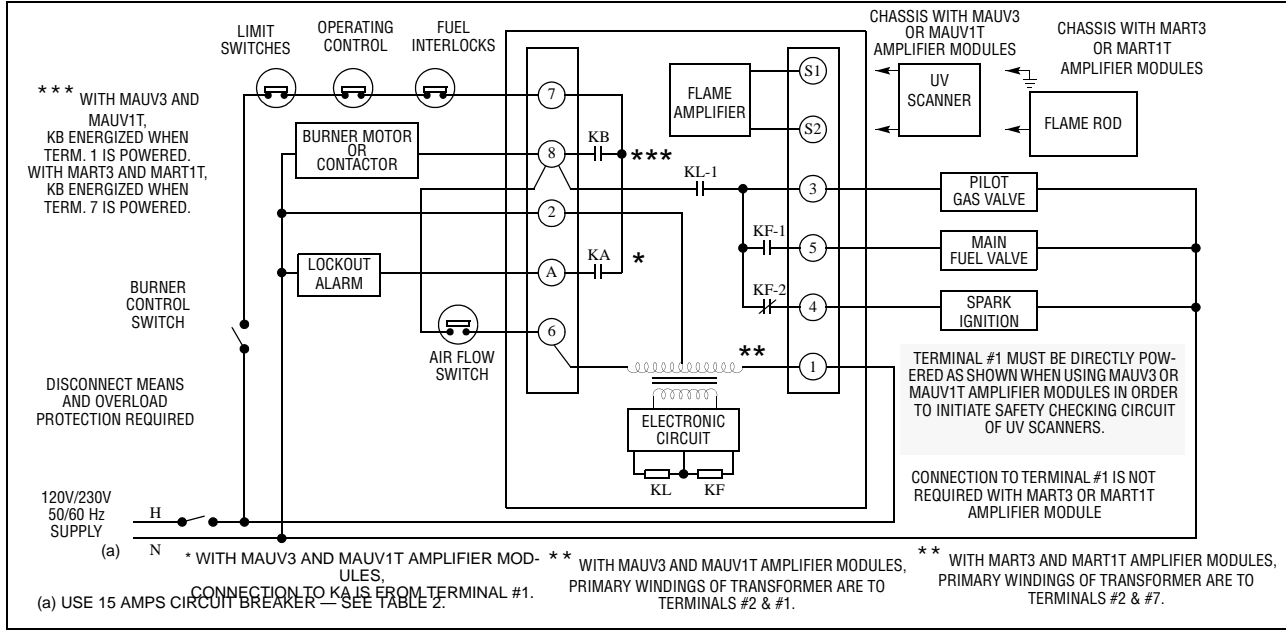 LIMIT
SWITCHES
OPERATING
CONTROL
FUEL
INTERLOCKS
CHASSIS WITH MAUV3
OR MAUV1T
AMPLIFIER MODULES
CHASSIS WITH MART3
OR MART1T
AMPLIFIER MODULES
*** WITH MAUV3 AND
MAUV1T,
KB ENERGIZED WHEN
TERM. 1 IS POWERED.
WITH MART3 AND MART1T,
KB ENERGIZED WHEN
TERM. 7 IS POWERED.
BURNER MOTOR
OR
CONTACTOR
LOCKOUT
ALARM
AIR FLOW
SWITCH
BURNER
CONTROL
SWITCH
DISCONNECT MEANS
AND OVERLOAD
PROTECTION REQUIRED
7
8
2
A
6
KB
***
KA
*
KL-1
KF-1
KF-2
**
FLAME
AMPLIFIER
S1
S2
3
5
4
1
UV
SCANNER
FLAME ROD
PILOT
GAS VALVE
MAIN
FUEL VALVE
SPARK
IGNITION
ELECTRONIC
CIRCUIT
KL
KF
TERMINAL #1 MUST BE DIRECTLY POW-
ERED AS SHOWN WHEN USING MAUV3 OR
MAUV1T AMPLIFIER MODULES IN ORDER
TO INITIATE SAFETY CHECKING CIRCUIT
OF UV SCANNERS.
CONNECTION TO TERMINAL #1 IS NOT
REQUIRED WITH MART3 OR MART1T
AMPLIFIER MODULE
120V/230V
50/60 Hz
SUPPLY
(a)
H
N
* WITH MAUV3 AND MAUV1T AMPLIFIER MOD-
ULES,
CONNECTION TO KA IS FROM TERMINAL #1.
(a) USE 15 AMPS CIRCUIT BREAKER — SEE TABLE 2.
** WITH MAUV3 AND MAUV1T AMPLIFIER MODULES,
PRIMARY WINDINGS OF TRANSFORMER ARE TO
TERMINALS #2 & #1.
** WITH MART3 AND MART1T AMPLIFIER MODULES,
PRIMARY WINDINGS OF TRANSFORMER ARE TO
TERMINALS #2 & #7.